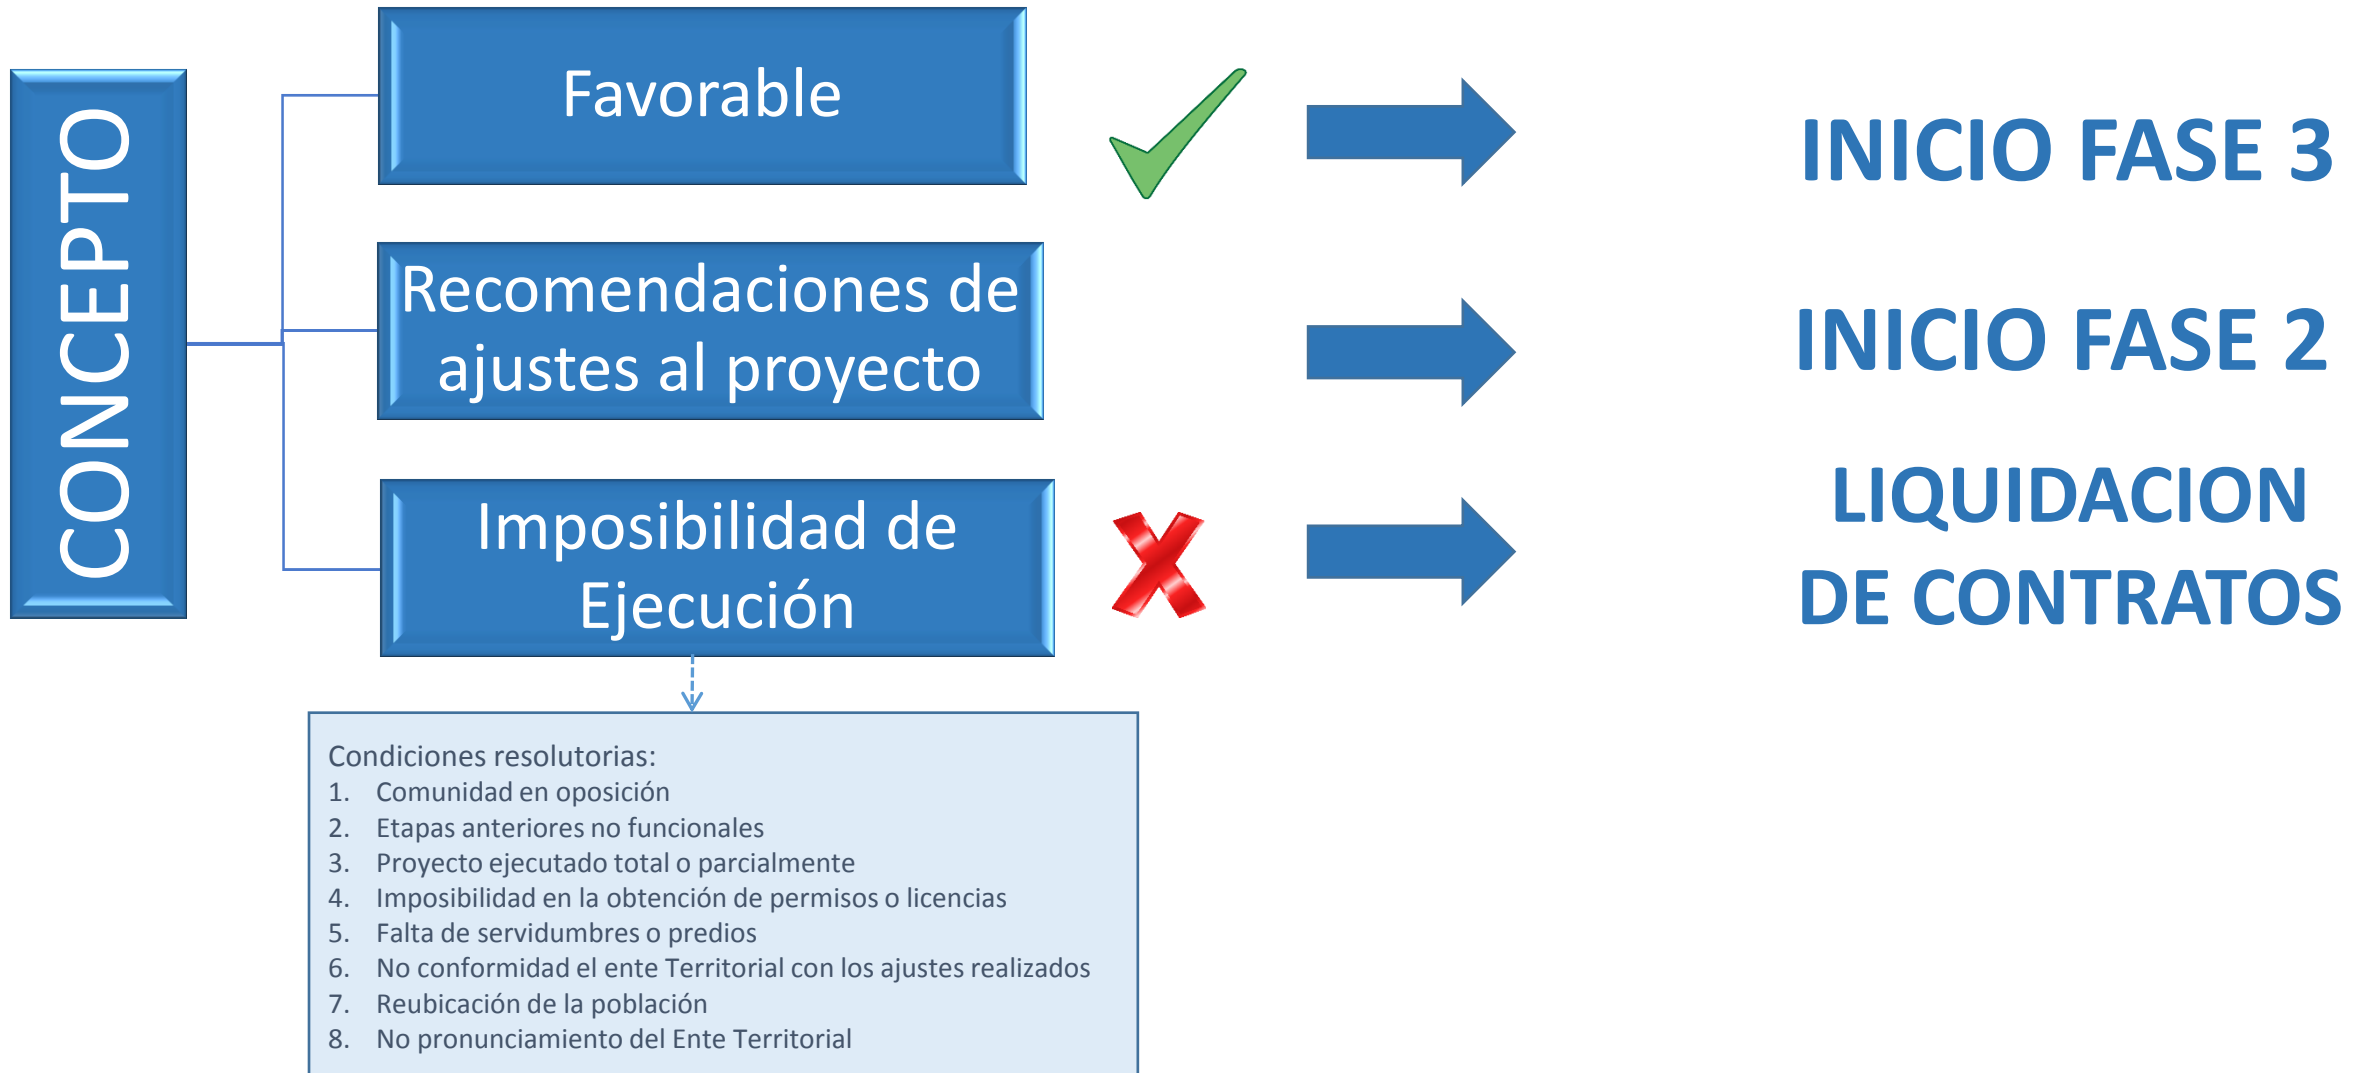 CONCEPTO
Favorable
INICIO FASE 3
Recomendaciones de
ajustes al proyecto
INICIO FASE 2
Imposibilidad de
Ejecución
LIQUIDACION
DE CONTRATOS
Condiciones resolutorias:
1. Comunidad en oposición
2. Etapas anteriores no funcionales
3. Proyecto ejecutado total o parcialmente
4. Imposibilidad en la obtención de permisos o licencias
5. Falta de servidumbres o predios
6. No conformidad el ente Territorial con los ajustes realizados
7. Reubicación de la población
8. No pronunciamiento del Ente Territorial